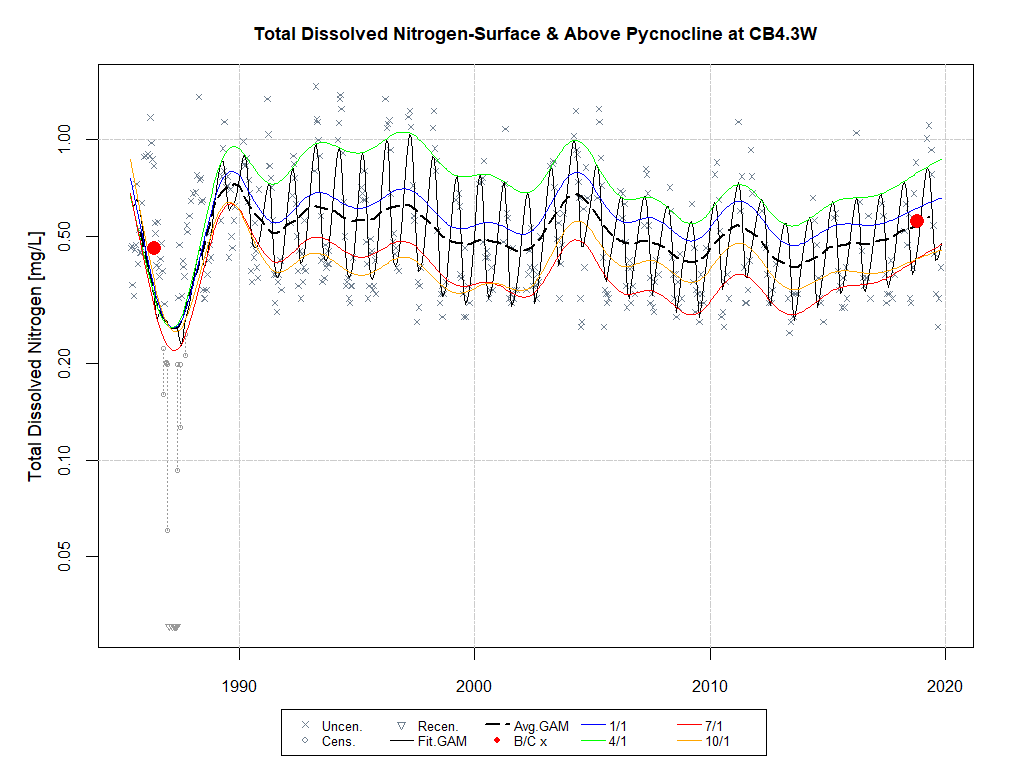 Total Dissolved Nitrogen-Surface & Above Pycnocline at CB4.3W
Total Dissolved Nitrogen [mg/L]
1.00
0.50
0.20
0.10
0.05
1990 2000 2010 2020
Uncen. Recen. Avg.GAM 1/1 7/1
Cens. Fit.GAM B/C x 4/1 10/1